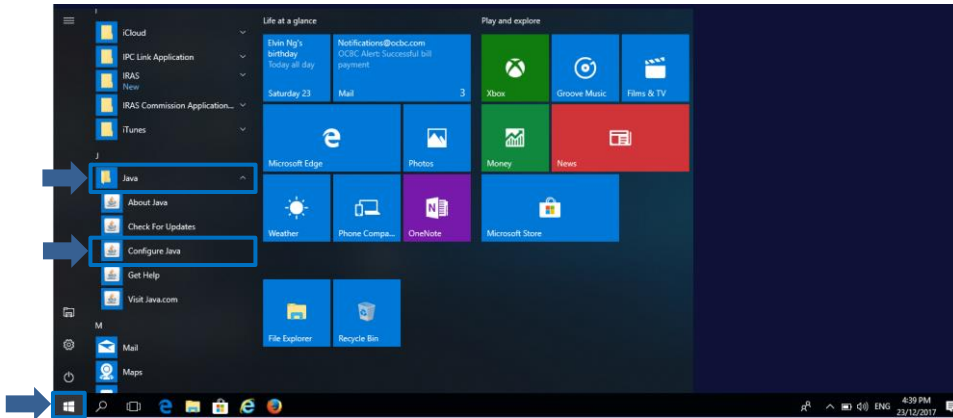 iCloud
IPC Link Application
IRAS
New
IRAS Commission Application...
iTunes
J
Java
About Java
Check For Updates
Configure Java
Get Help
Visit Java.com
M
Mail
Maps
Life at a glance
Elvin Ng's
birthday
Today all day
Saturday 23
Notifications@ocbc.com
OCBC Alert: Successful bill
payment
Mail
3
Microsoft Edge
Photos
Weather
Phone Compa...
OneNote
File Explorer
Recycle Bin
Play and explore
Xbox
Groove Music
Films & TV
Money
News
Microsoft Store
ENG
4:39 PM
23/12/2017